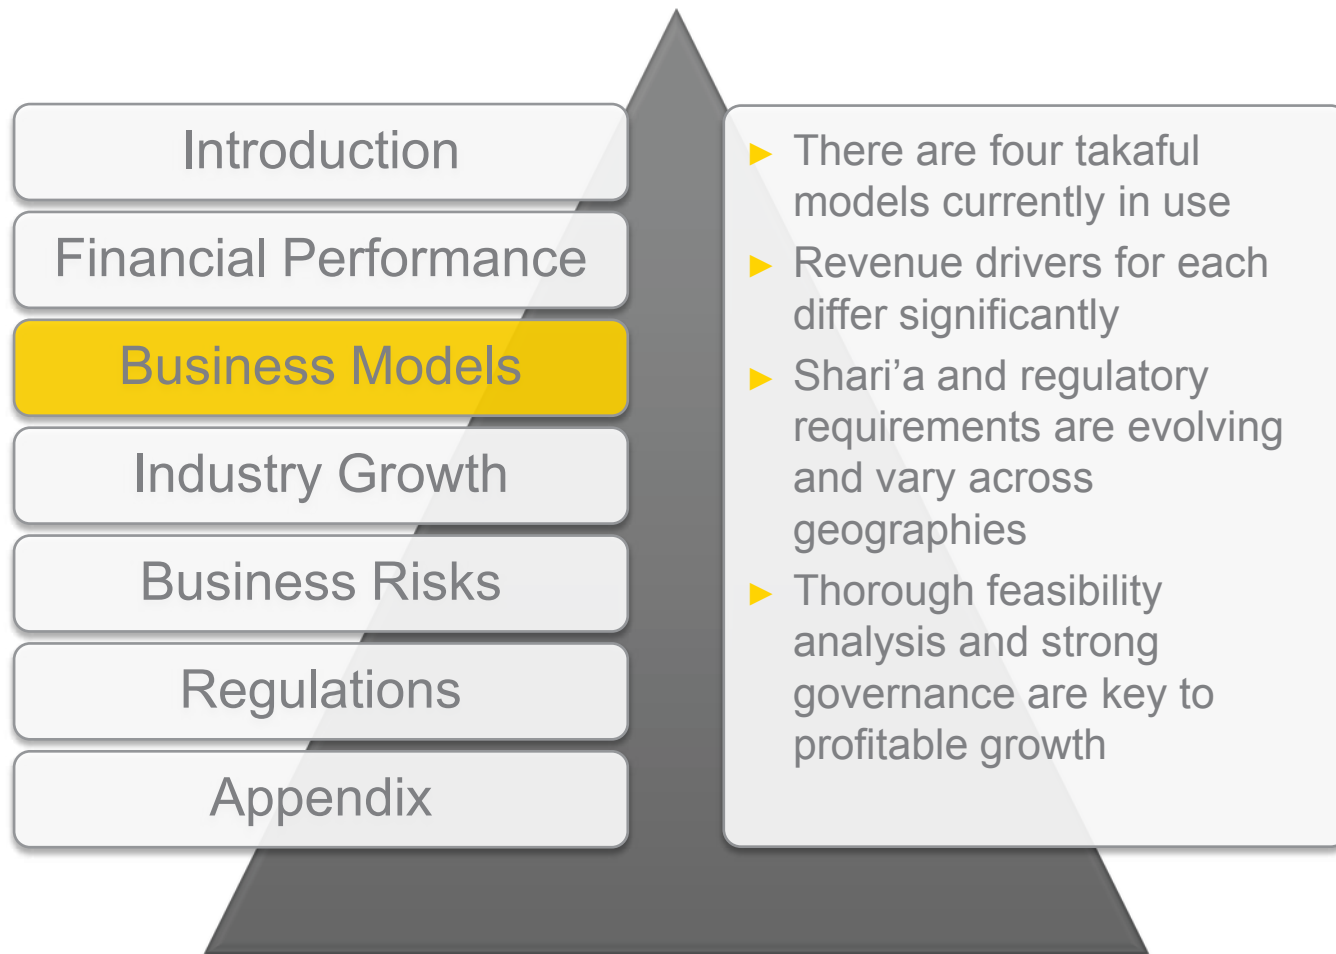 Introduction
Financial Performance
Business Models
Industry Growth
Business Risks
Regulations
Appendix
► There are four takaful
models currently in use
► Revenue drivers for each
differ significantly
► Shari’a and regulatory
requirements are evolving
and vary across
geographies
► Thorough feasibility
analysis and strong
governance are key to
profitable growth